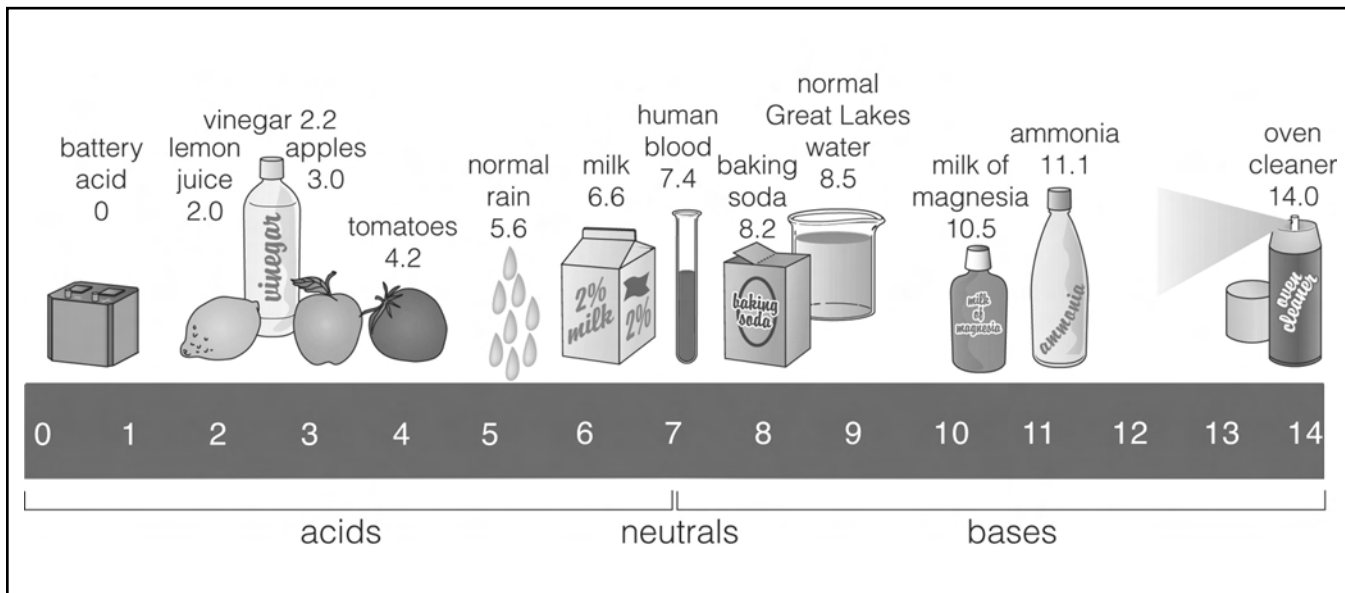 battery
acid
0
lemon
juice
2.0
vinegar 2.2
apples
3.0
tomatoes
4.2
normal
rain
5.6
milk
6.6
human
blood
7.4
baking
soda
8.2
normal
Great Lakes
water
8.5
milk of
magnesia
10.5
ammonia
11.1
oven
cleaner
14.0
vinegar
2%
milk
2%
baking
soda
milk
of
magnesia
ammonia
oven
cleaner
0 1 2 3 4 5 6 7 8 9 10 11 12 13 14
acids neutrals bases